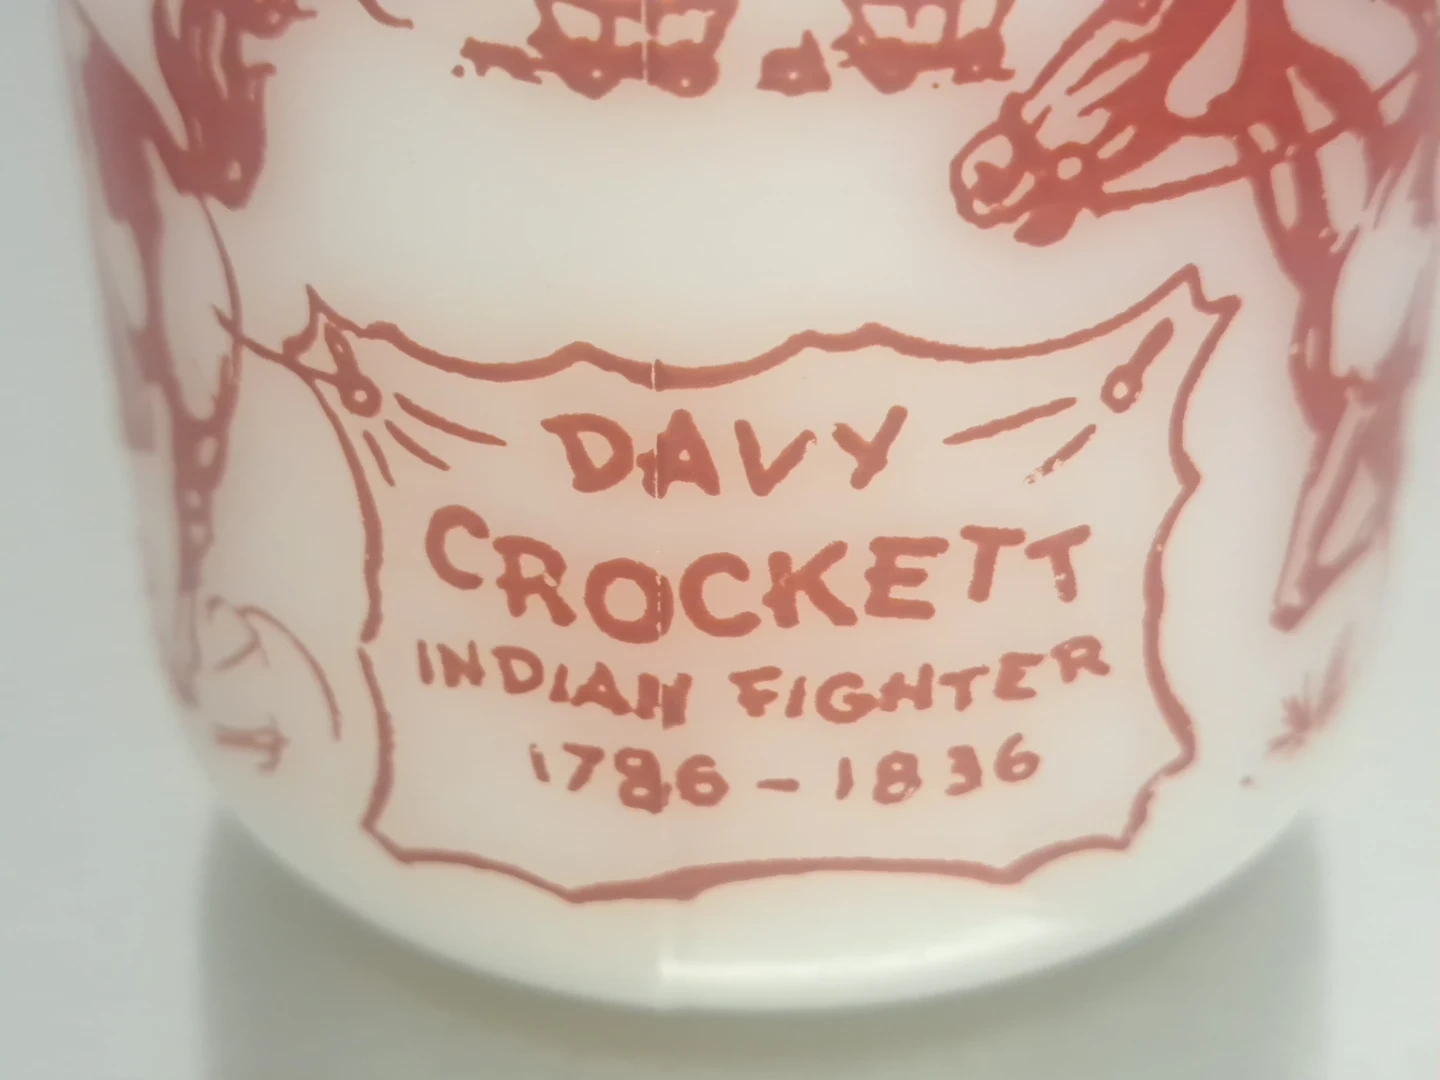 DAVY
CROCKETT
INDIAN FIGHTER
1786 - 1836